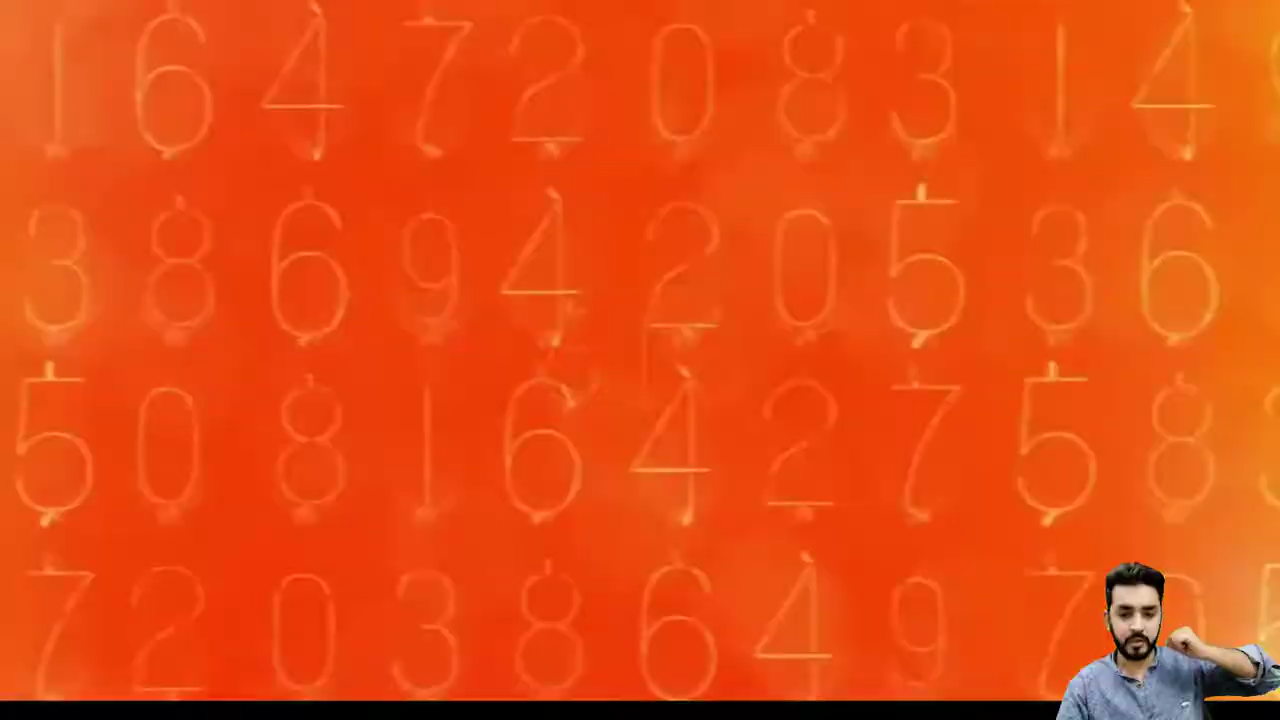 1 6 4 7 2 0 8 3 1 4
3 8 6 9 4 2 0 5 3 6
5 0 8 1 6 4 2 7 5 8
7 2 0 3 8 6 4 9 7